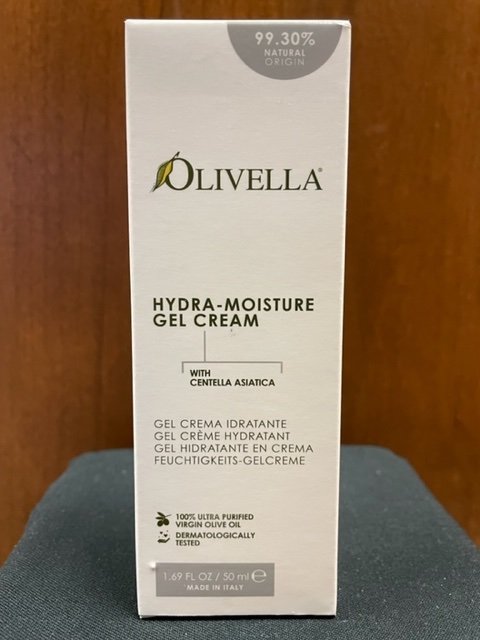 99.30%
NATURAL
ORIGIN
OLIVELLA®
HYDRA-MOISTURE
GEL CREAM
WITH
CENTELLA ASIATICA
GEL CREMA IDRATANTE
GEL CRÈME HYDRATANT
GEL HIDRATANTE EN CREMA
FEUCHTIGKEITS-GELCREME
100% ULTRA PURIFIED
VIRGIN OLIVE OIL
DERMATOLOGICALLY
TESTED
1.69 FL OZ / 50 ml ℮
MADE IN ITALY